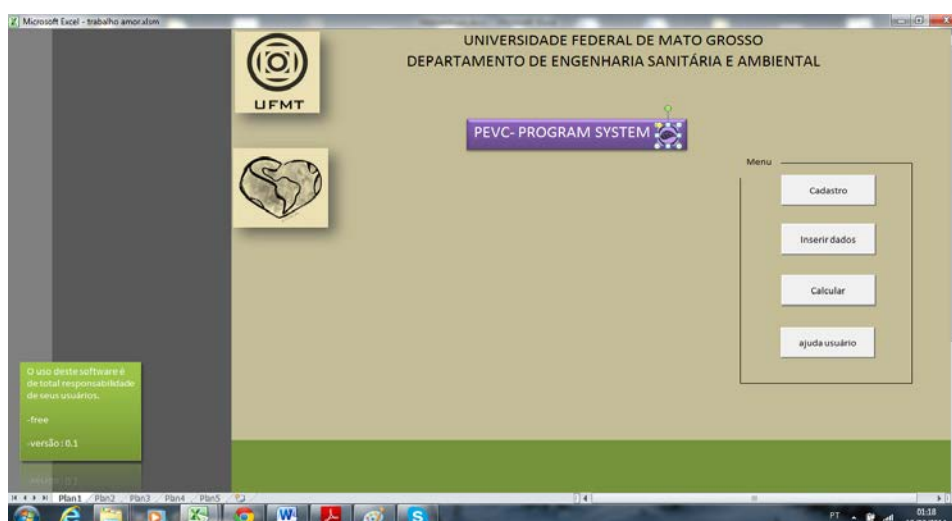 Microsoft Excel - trabalho amor.xlsm
UNIVERSIDADE FEDERAL DE MATO GROSSO
DEPARTAMENTO DE ENGENHARIA SANITÁRIA E AMBIENTAL
UFMT
PEVC- PROGRAM SYSTEM
Menu
Cadastro
Inserir dados
Calcular
ajuda usuário
O uso deste software é
de total responsabilidade
de seus usuários.
-free
-versão : 0.1
Plan1 Plan2 Plan3 Plan4 Plan5
PT 01:18